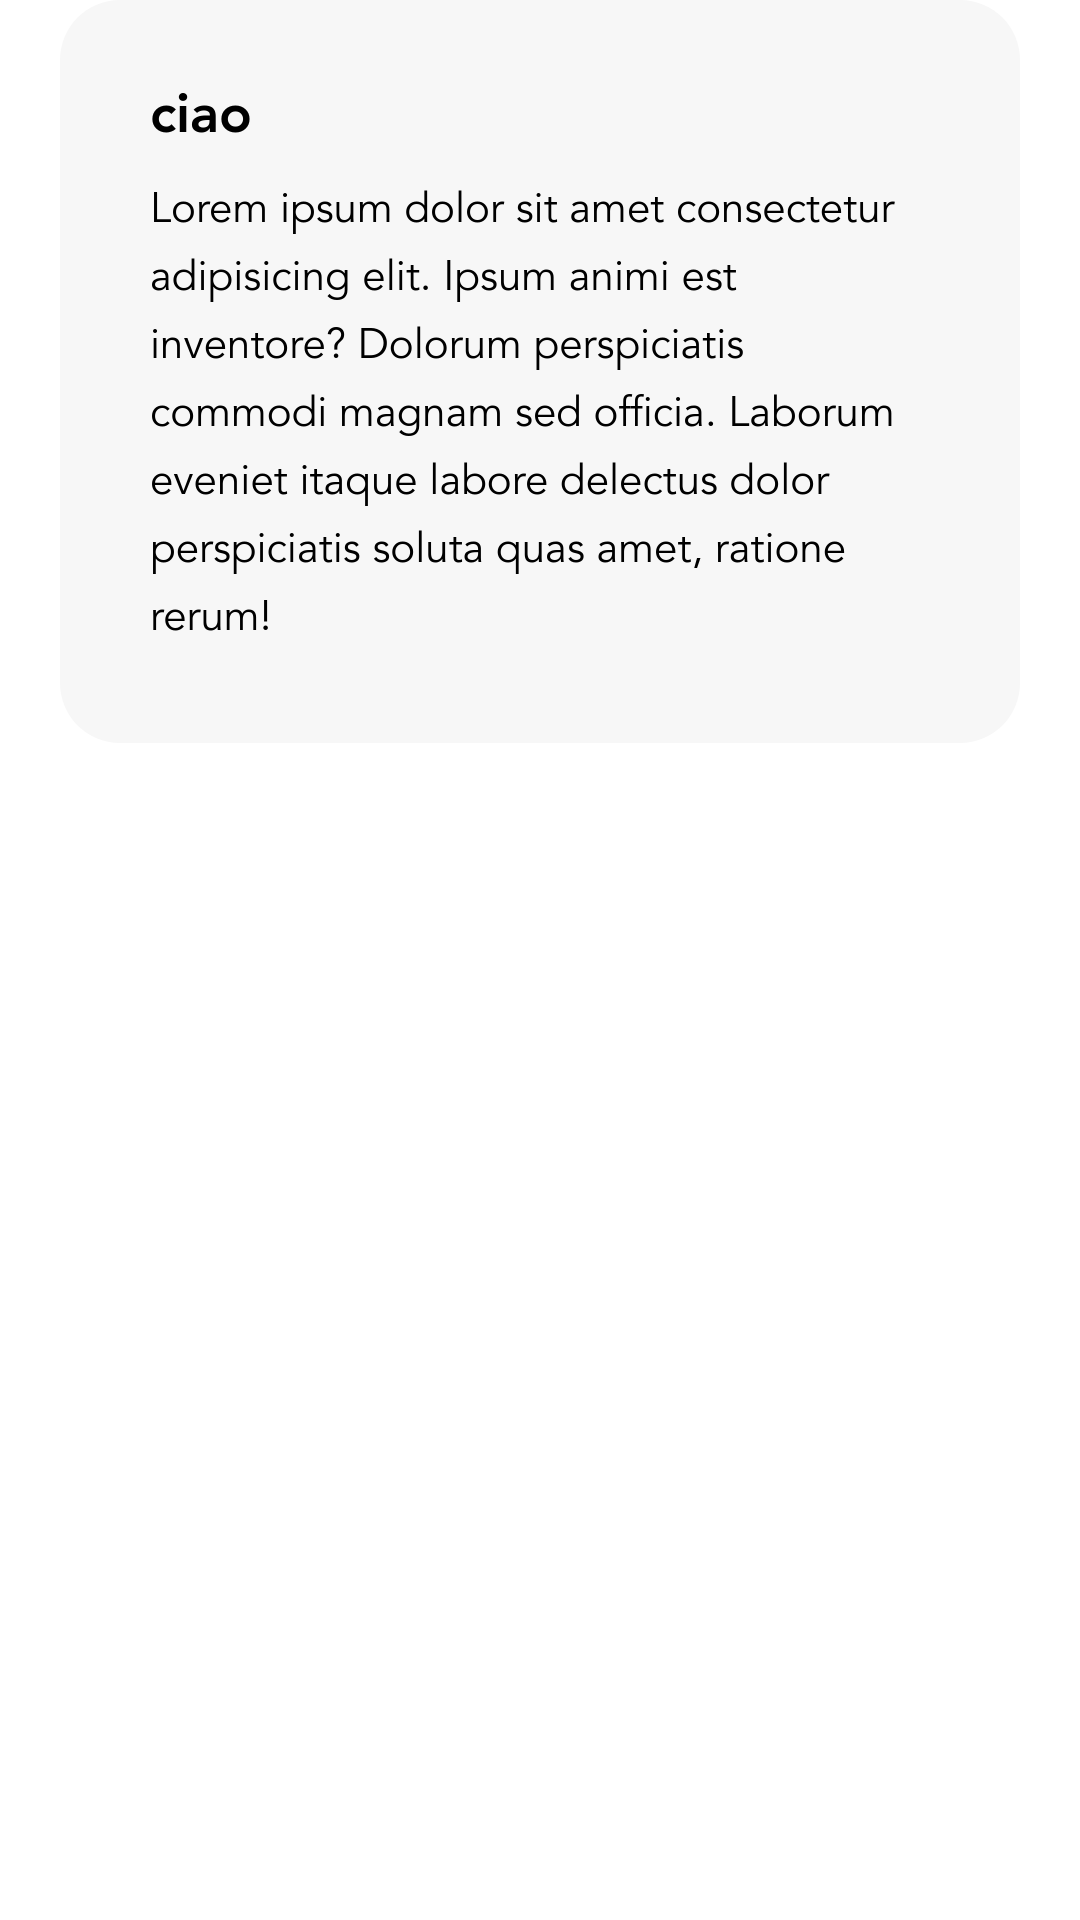 ciao
Lorem ipsum dolor sit amet consectetur
adipisicing elit. Ipsum animi est
inventore? Dolorum perspiciatis
commodi magnam sed officia. Laborum
eveniet itaque labore delectus dolor
perspiciatis soluta quas amet, ratione
rerum!